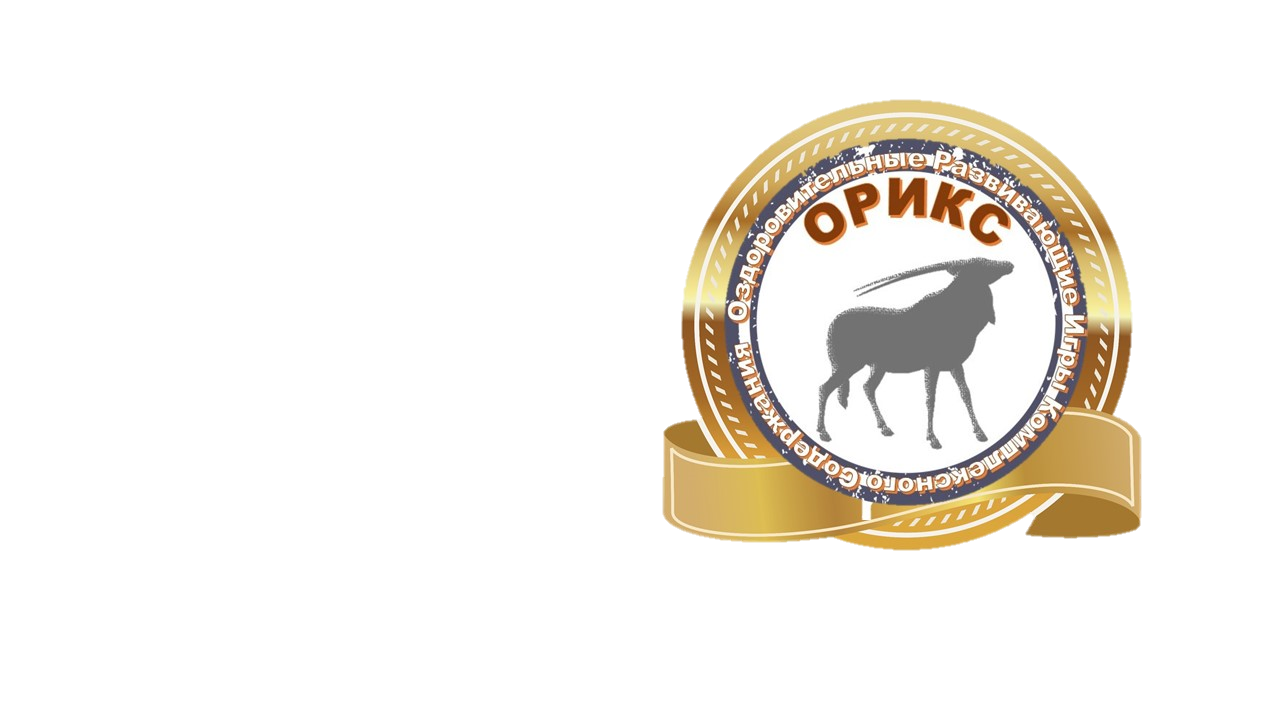 Оздоровительные Развивающие Игры Комплексного Содержания
ОРИКС